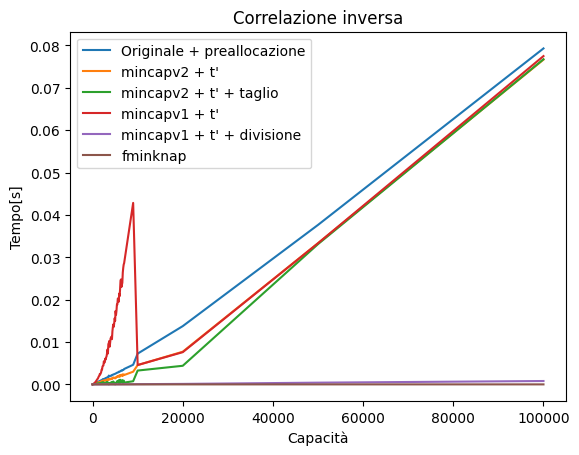 Correlazione inversa
Originale + preallocazione
mincapv2 + t'
mincapv2 + t' + taglio
mincapv1 + t'
mincapv1 + t' + divisione
fminknap
0.08
0.07
0.06
0.05
0.04
0.03
0.02
0.01
0.00
Tempo[s]
0
20000
40000
60000
80000
100000
Capacità